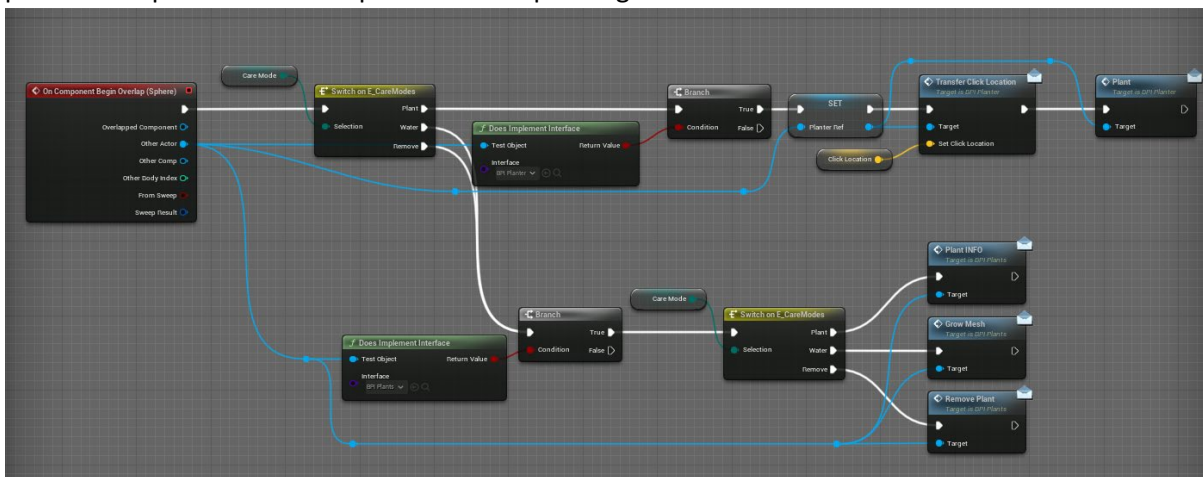 Care Mode
On Component Begin Overlap (Sphere)
Overlapped Component
Other Actor
Other Comp
Other Body Index
From Sweep
Sweep Result
Switch on E_CareModes
Selection
Plant
Water
Remove
Does Implement Interface
Test Object
Return Value
Interface
BPI Planter
Branch
True
Condition
False
SET
Planter Ref
Click Location
Transfer Click Location
Target is BPI Planter
Target
Set Click Location
Plant
Target is BPI Planter
Target
Does Implement Interface
Test Object
Return Value
Interface
BPI Plants
Branch
True
Condition
False
Care Mode
Switch on E_CareModes
Selection
Plant
Water
Remove
Plant INFO
Target is BPI Plants
Target
Grow Mesh
Target is BPI Plants
Target
Remove Plant
Target is BPI Plants
Target